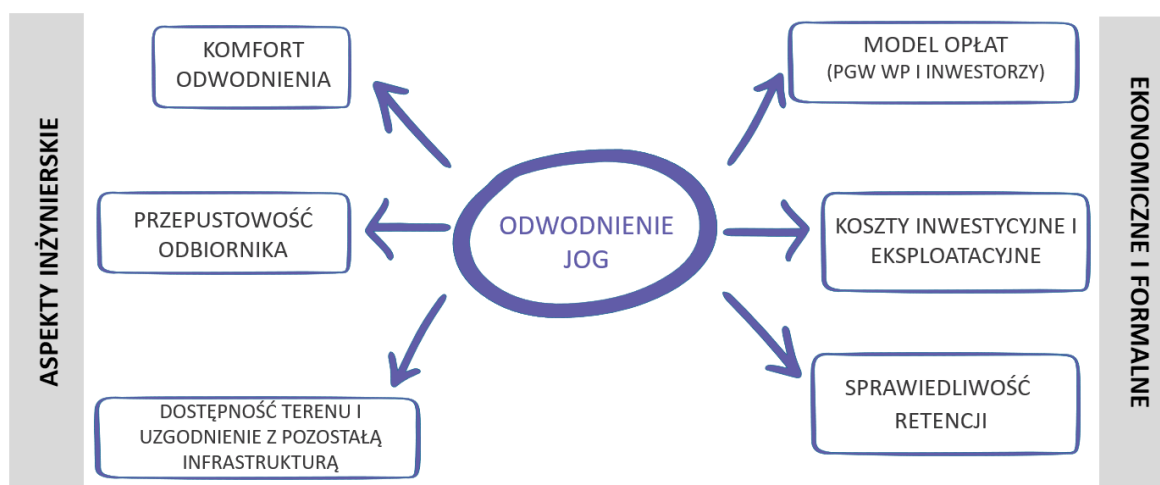 ASPEKTY INŻYNIERSKIE
KOMFORT
ODWODNIENIA
PRZEPUSTOWOŚĆ
ODBIORNIKA
DOSTĘPNOŚĆ TERENU I
UZGODNIENIE Z POZOSTAŁĄ
INFRASTRUKTURĄ
ODWODNIENIE
JOG
MODEL OPŁAT
(PGW WP I INWESTORZY)
KOSZTY INWESTYCYJNE I
EKSPLOATACYJNE
SPRAWIEDLIWOŚĆ
RETENCJI
EKONOMICZNE I FORMALNE